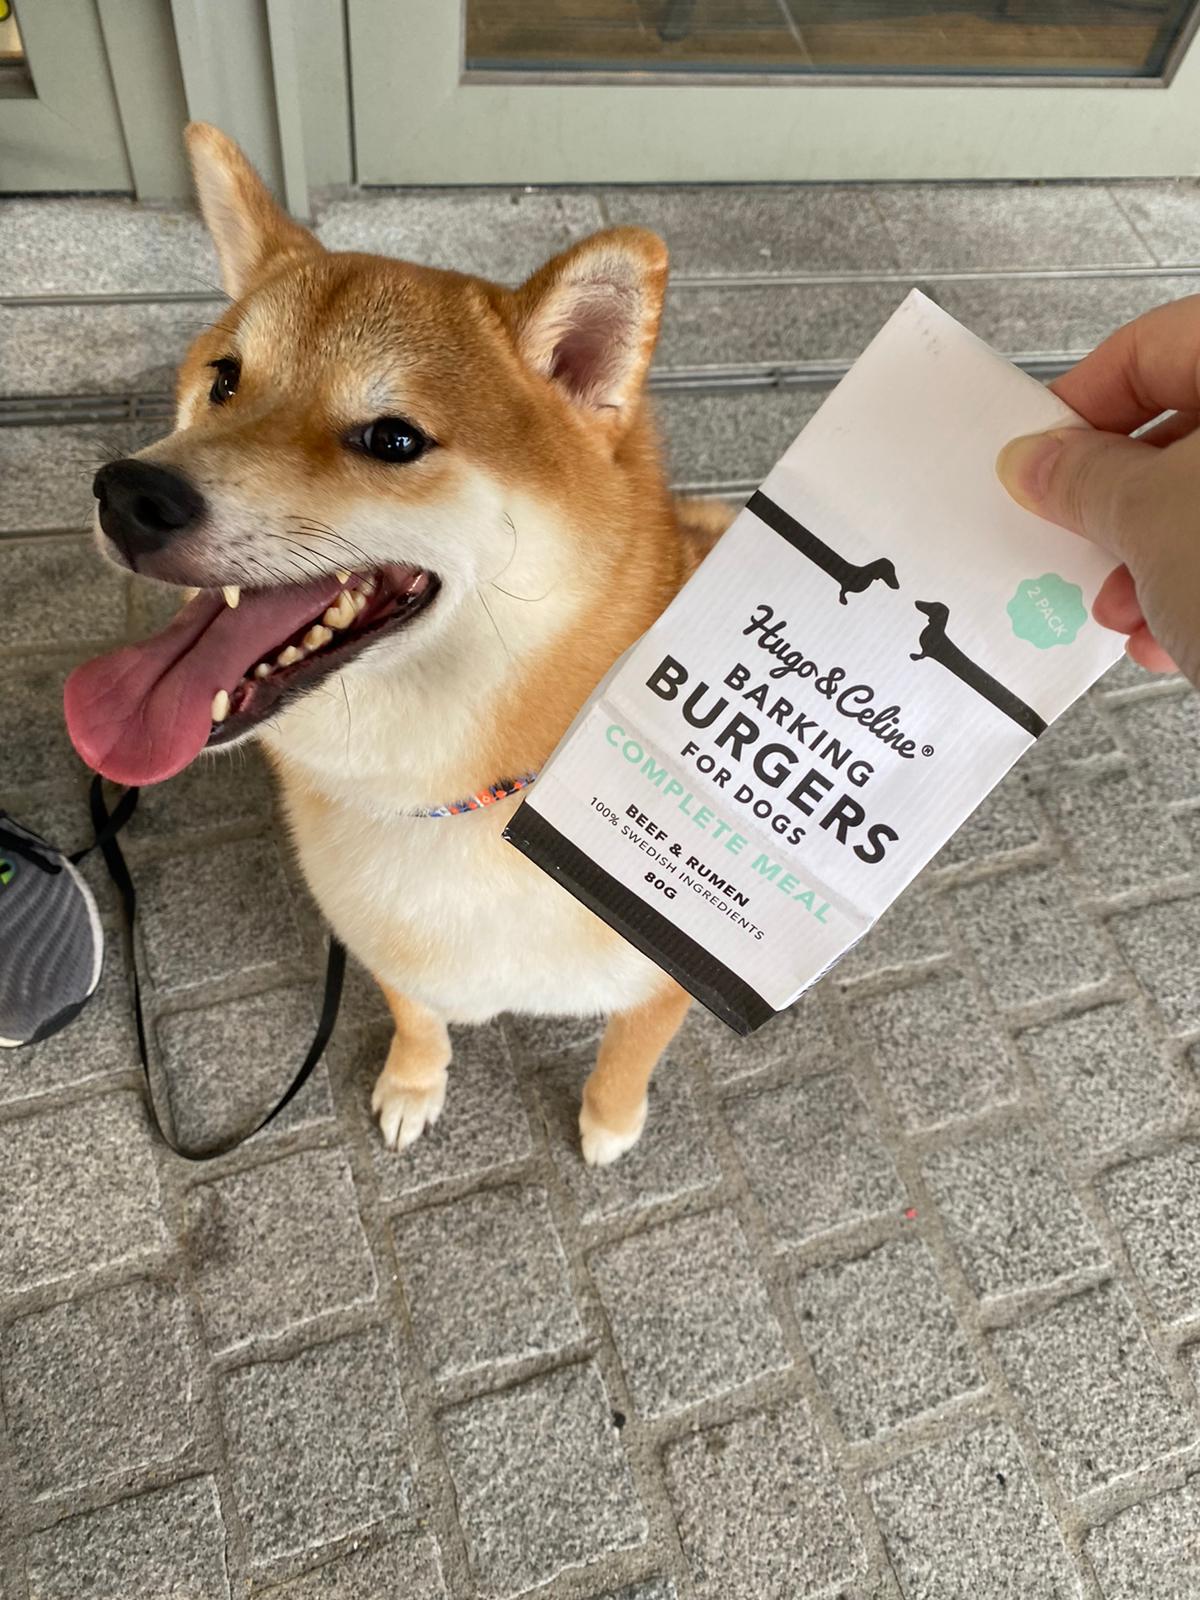 2 PACK
Hugo & Celine®
BARKING
BURGERS
FOR DOGS
COMPLETE MEAL
BEEF & RUMEN
100% SWEDISH INGREDIENTS
80G